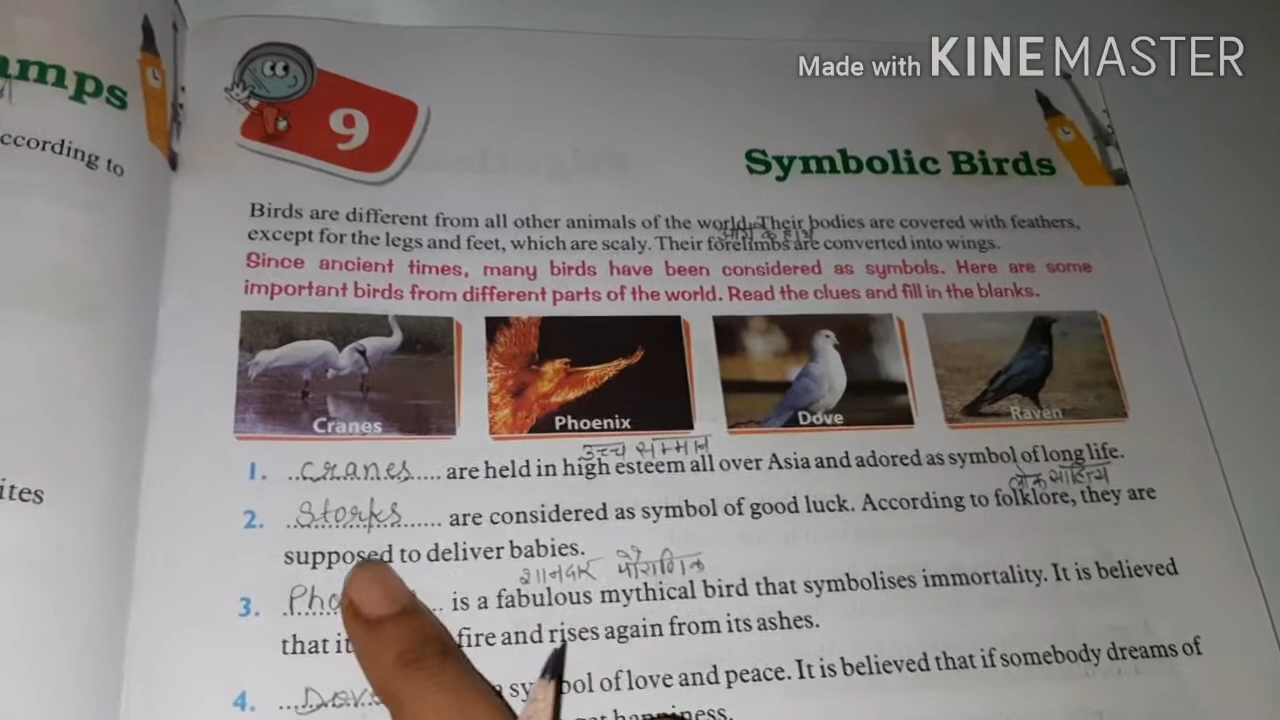 Made with KINEMASTER
amps
ccording to
ites
9
Symbolic Birds
Birds are different from all other animals of the world. Their bodies are covered with feathers,
आगे के हाथ
except for the legs and feet, which are scaly. Their forelimbs are converted into wings.
Since ancient times, many birds have been considered as symbols. Here are some
important birds from different parts of the world. Read the clues and fill in the blanks.
Cranes
Phoenix
Dove
Raven
उच्च सम्मान
1. cranes are held in high esteem all over Asia and adored as symbol of long life.
लोक साहित्य
2. Storks are considered as symbol of good luck. According to folklore, they are
supposed to deliver babies.
शानदार पौराणिक
3. Pho is a fabulous mythical bird that symbolises immortality. It is believed
that it fire and rises again from its ashes.
4. Dove symbol of love and peace. It is believed that if somebody dreams of
happiness.